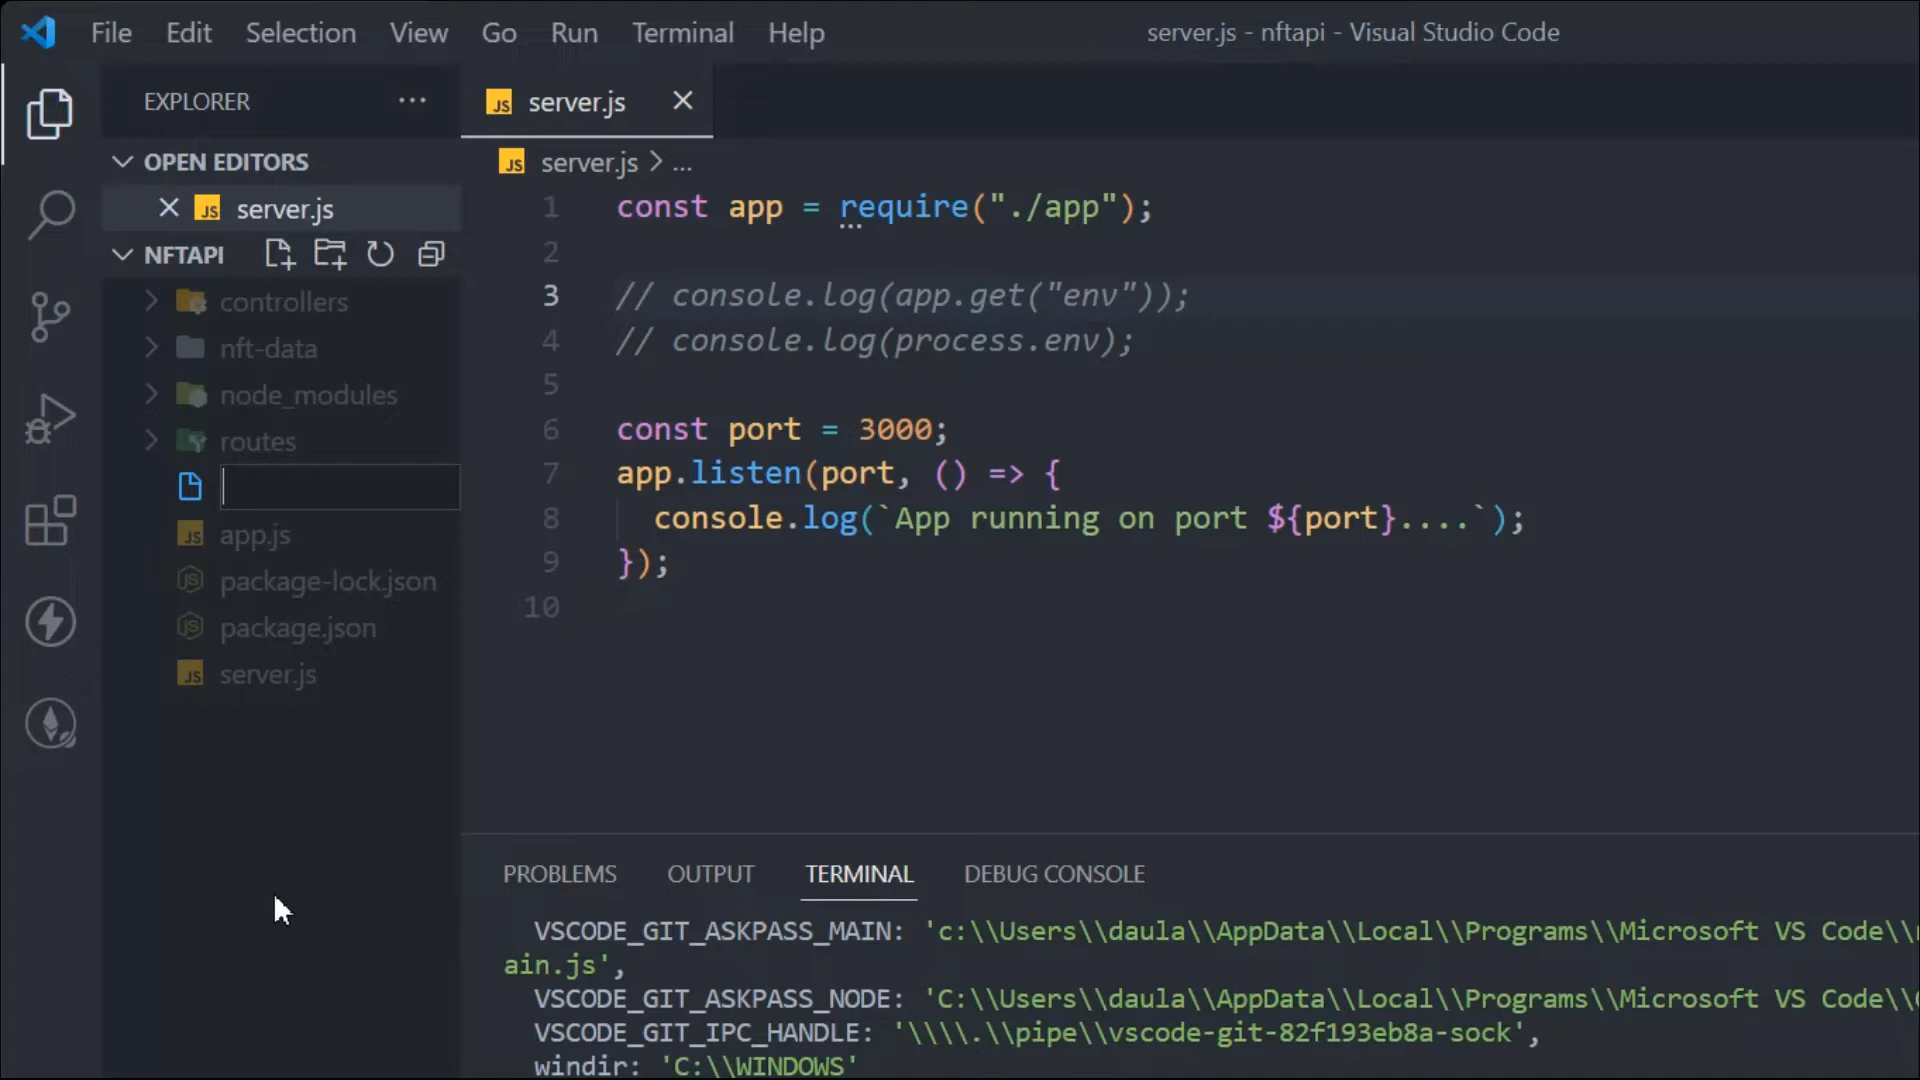 File Edit Selection View Go Run Terminal Help
server.js - nftapi - Visual Studio Code
EXPLORER
OPEN EDITORS
JS server.js
NFTAPI
controllers
nft-data
node_modules
routes
JS app.js
package-lock.json
package.json
JS server.js
JS server.js
JS server.js > ...
1 const app = require("./app");
2
3 // console.log(app.get("env"));
4 // console.log(process.env);
5
6 const port = 3000;
7 app.listen(port, () => {
8 console.log(`App running on port ${port}....`);
9 });
10
PROBLEMS OUTPUT TERMINAL DEBUG CONSOLE
VSCODE_GIT_ASKPASS_MAIN: 'c:\\Users\\daula\\AppData\\Local\\Programs\\Microsoft VS Code\\
ain.js',
VSCODE_GIT_ASKPASS_NODE: 'C:\\Users\\daula\\AppData\\Local\\Programs\\Microsoft VS Code\\
VSCODE_GIT_IPC_HANDLE: '\\\\.\\pipe\\vscode-git-82f193eb8a-sock',
windir: 'C:\\WINDOWS'